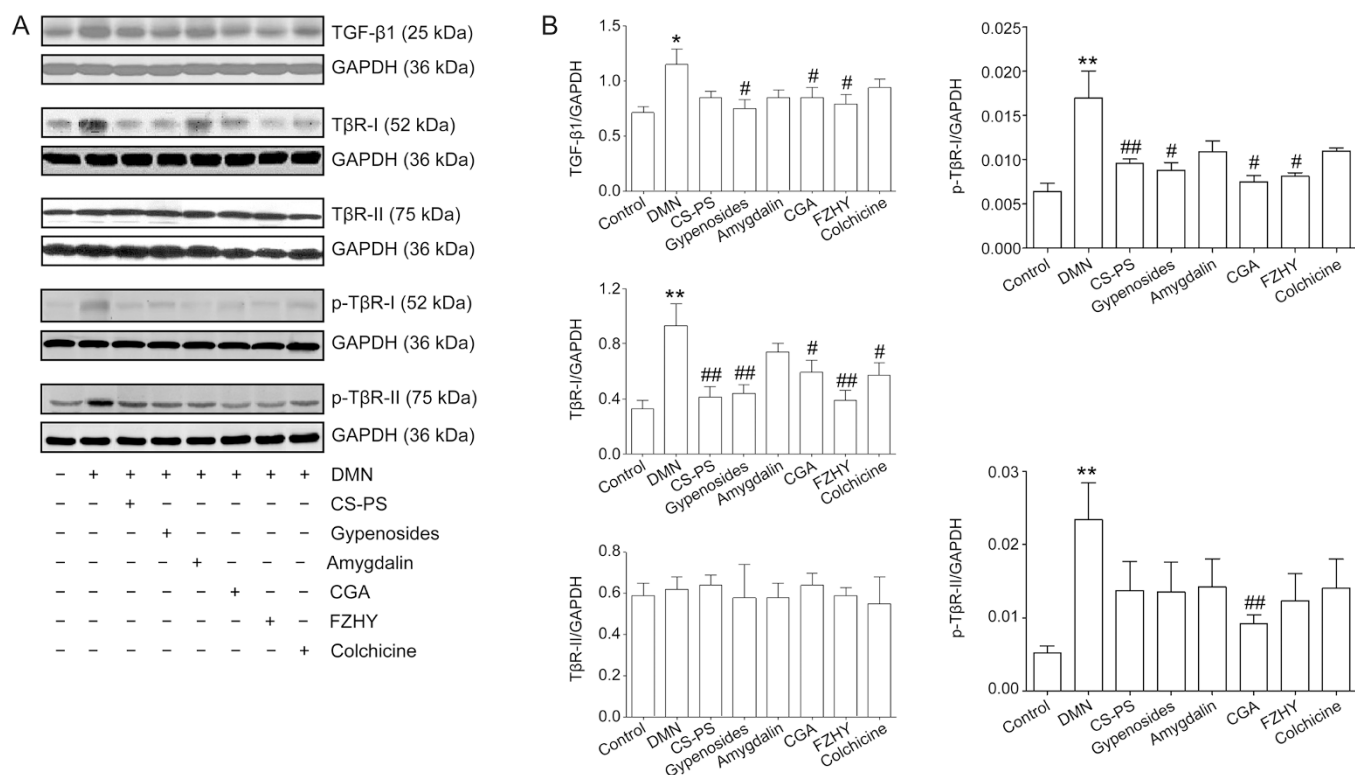 A
TGF-β1 (25 kDa)
GAPDH (36 kDa)
TβR-I (52 kDa)
GAPDH (36 kDa)
TβR-II (75 kDa)
GAPDH (36 kDa)
p-TβR-I (52 kDa)
GAPDH (36 kDa)
p-TβR-II (75 kDa)
GAPDH (36 kDa)
– + + + + + + + DMN
– – + – – – – – CS-PS
– – – + – – – – Gypenosides
– – – – + – – – Amygdalin
– – – – – + – – CGA
– – – – – – + – FZHY
– – – – – – – + Colchicine
B
TGF-β1/GAPDH
1.5
1.0
0.5
0.0
* # # #
Control DMN CS-PS Gypenosides Amygdalin CGA FZHY Colchicine
TβR-I/GAPDH
1.2
0.8
0.4
0.0
** ## ## # ## #
Control DMN CS-PS Gypenosides Amygdalin CGA FZHY Colchicine
TβR-II/GAPDH
0.8
0.6
0.4
0.2
0.0
Control DMN CS-PS Gypenosides Amygdalin CGA FZHY Colchicine
p-TβR-I/GAPDH
0.025
0.020
0.015
0.010
0.005
0.000
** ## # # #
Control DMN CS-PS Gypenosides Amygdalin CGA FZHY Colchicine
p-TβR-II/GAPDH
0.03
0.02
0.01
0.00
** ##
Control DMN CS-PS Gypenosides Amygdalin CGA FZHY Colchicine